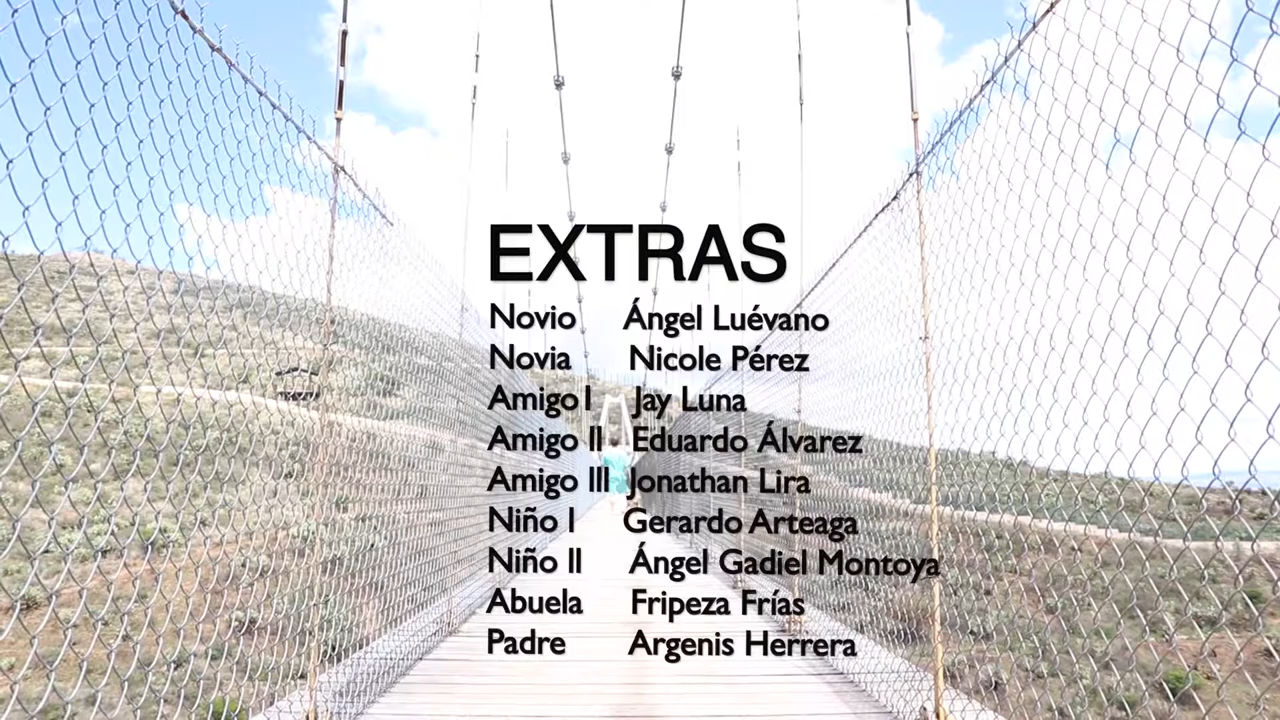 EXTRAS
Novio Ángel Luévano
Novia Nicole Pérez
Amigo I Jay Luna
Amigo II Eduardo Álvarez
Amigo III Jonathan Lira
Niño I Gerardo Arteaga
Niño II Ángel Gadiel Montoya
Abuela Fripeza Frías
Padre Argenis Herrera